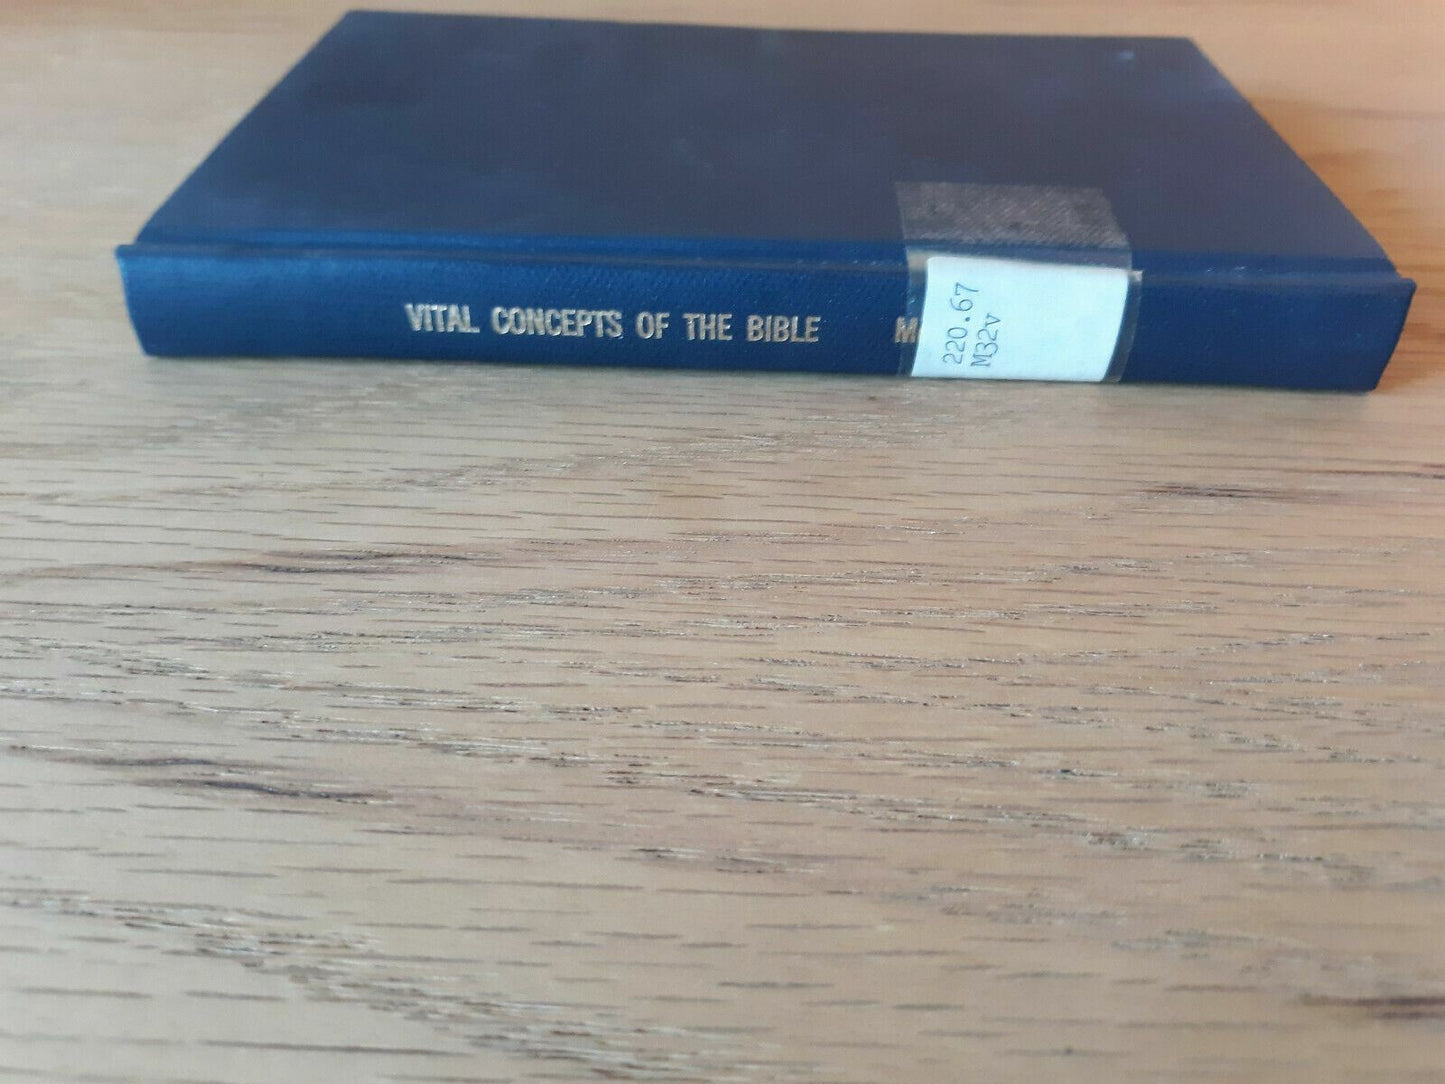 VITAL CONCEPTS OF THE BIBLE
220.67
M32v